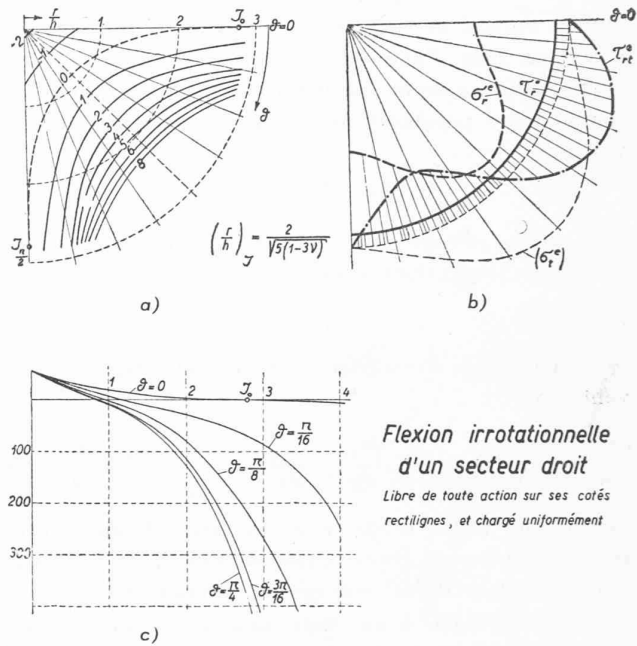 r/h 1 2 J₀ 3 ϑ=0
0
1 2 3 4 5 6 8
ϑ
J π/2
(r/h)_J = 2/√5(1-3ν)
a)
ϑ=0
σ_r^e τ_r^e τ_rt^e
(σ_t^e)
b)
ϑ=0
1 2 J₀ 3 4
ϑ=π/16
100
ϑ=π/8
200
300
ϑ=π/4 ϑ=3π/16
c)
Flexion irrotationnelle
d'un secteur droit
Libre de toute action sur ses cotés
rectilignes, et chargé uniformément